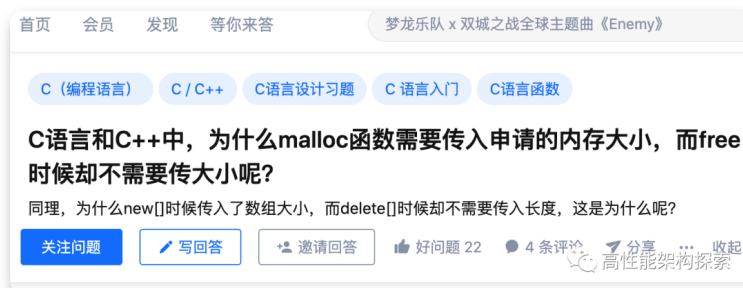 首页 会员 发现 等你来答 梦龙乐队 x 双城之战全球主题曲《Enemy》
C（编程语言） C / C++ C语言设计习题 C 语言入门 C语言函数
C语言和C++中，为什么malloc函数需要传入申请的内存大小，而free
时候却不需要传大小呢？
同理，为什么new[]时候传入了数组大小，而delete[]时候却不需要传入长度，这是为什么呢？
关注问题 写回答 邀请回答 好问题 22 4 条评论 分享 ... 收起
高性能架构探索